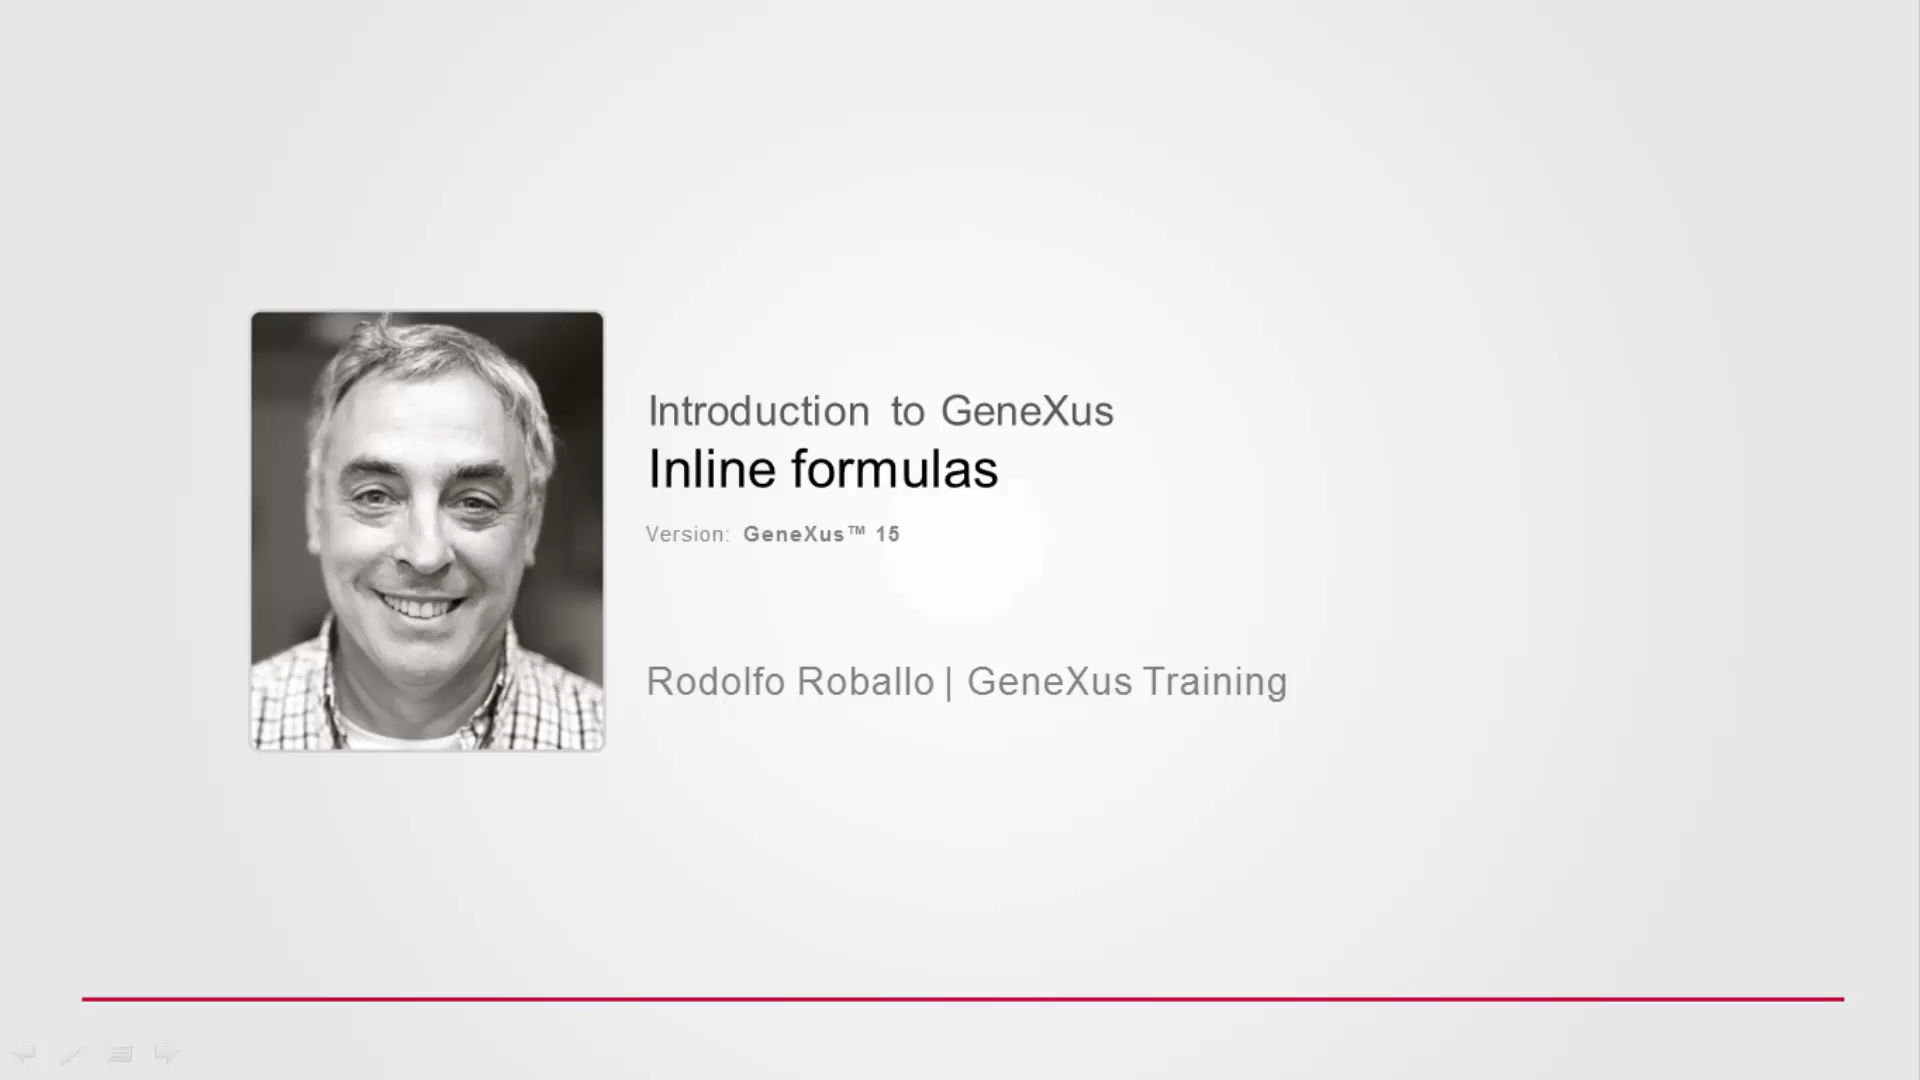 Introduction to GeneXus
Inline formulas
Version: GeneXus™ 15
Rodolfo Roballo | GeneXus Training